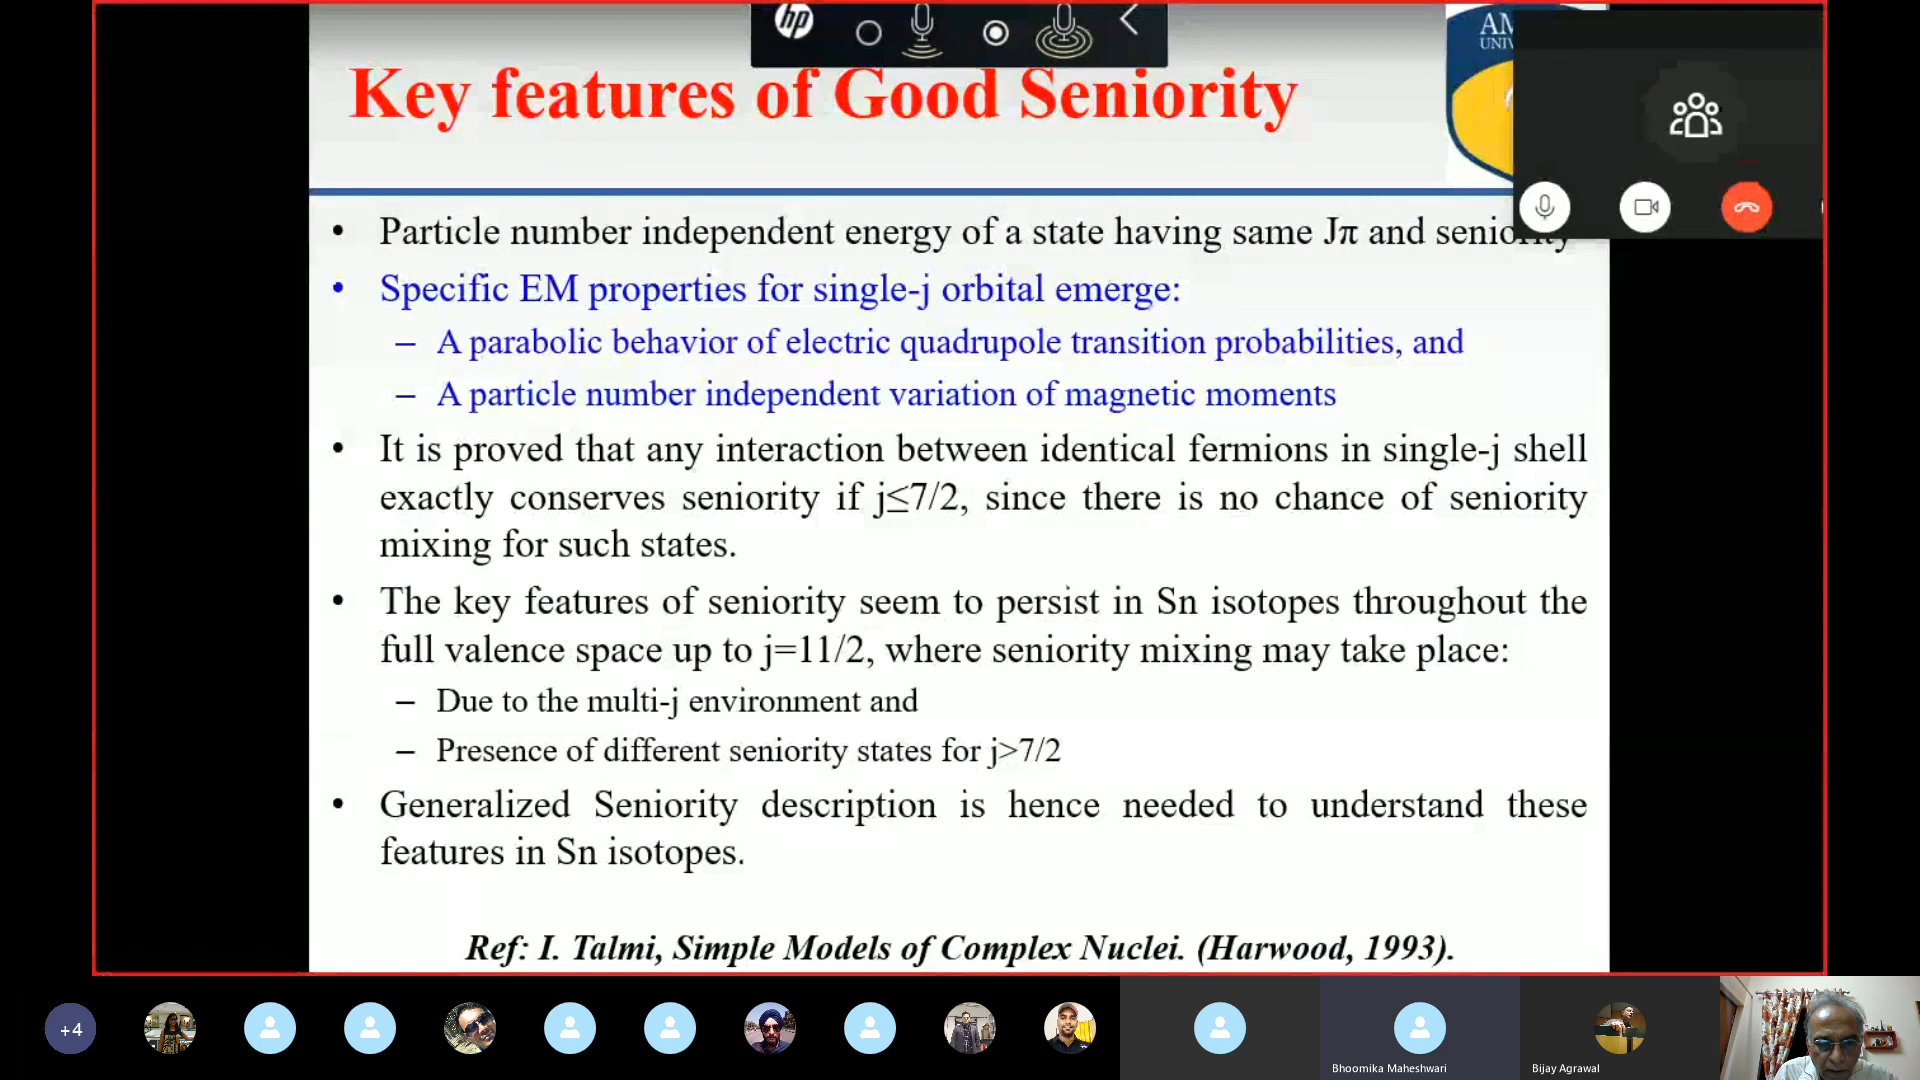 hp
Key features of Good Seniority
• Particle number independent energy of a state having same Jπ and seniority
• Specific EM properties for single-j orbital emerge:
– A parabolic behavior of electric quadrupole transition probabilities, and
– A particle number independent variation of magnetic moments
• It is proved that any interaction between identical fermions in single-j shell
exactly conserves seniority if j≤7/2, since there is no chance of seniority
mixing for such states.
• The key features of seniority seem to persist in Sn isotopes throughout the
full valence space up to j=11/2, where seniority mixing may take place:
– Due to the multi-j environment and
– Presence of different seniority states for j>7/2
• Generalized Seniority description is hence needed to understand these
features in Sn isotopes.
Ref: I. Talmi, Simple Models of Complex Nuclei. (Harwood, 1993).
+4
Bhoomika Maheshwari
Bijay Agrawal